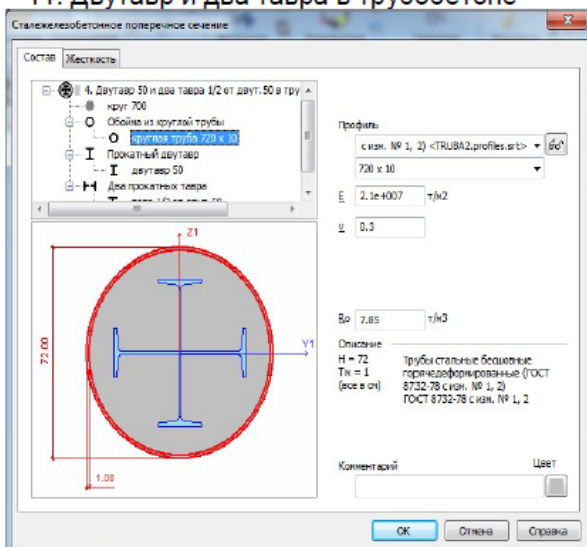 11. Двутавр и два тавра в трубобетоне
Сталежелезобетонное поперечное сечение
Состав Жесткость
4. Двутавр 50 и два тавра 1/2 от двут. 50 в тру
круг 700
Обойма из круглой трубы
круглая труба 720 x 10
Прокатный двутавр
двутавр 50
Два прокатных тавра
Профиль
с изм. № 1, 2) <TRUBA2.profiles.srt>
720 x 10
E 2.1e+007 т/м2
ν 0.3
Ro 7.85 т/м3
Описание
H = 72
Тж = 1
(все в см)
Трубы стальные бесшовные
горячедеформированные (ГОСТ
8732-78 с изм. № 1, 2)
ГОСТ 8732-78 с изм. № 1, 2
Z1
Y1
72.00
1.00
Комментарий Цвет
OK Отмена Справка